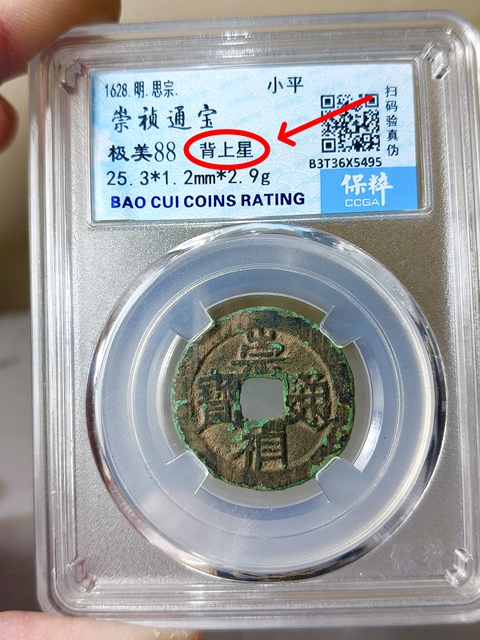 1628.明.思宗.
小平
崇祯通宝
极美88 背上星
25.3*1.2mm*2.9g
BAO CUI COINS RATING
B3T36X5495
扫码验真伪
保粹
CCGA
崇
通
禎
寶